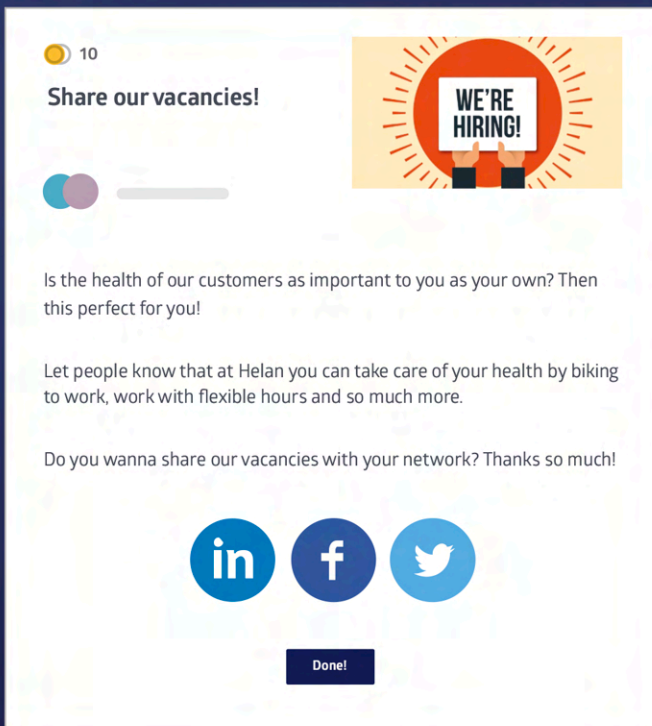 10
Share our vacancies!
WE'RE
HIRING!
Is the health of our customers as important to you as your own? Then
this perfect for you!
Let people know that at Helan you can take care of your health by biking
to work, work with flexible hours and so much more.
Do you wanna share our vacancies with your network? Thanks so much!
in
f
Done!